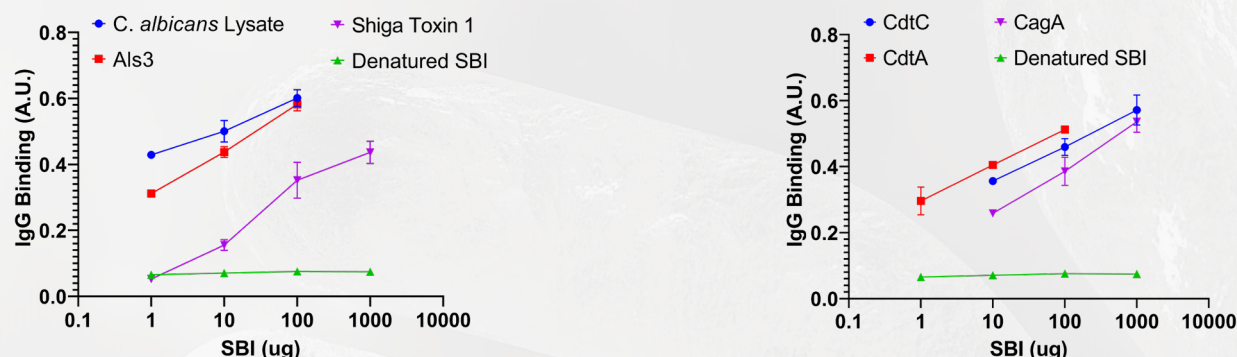 C. albicans Lysate
Als3
Shiga Toxin 1
Denatured SBI
IgG Binding (A.U.)
0.8
0.6
0.4
0.2
0.0
0.1 1 10 100 1000 10000
SBI (ug)
CdtC
CdtA
CagA
Denatured SBI
IgG Binding (A.U.)
0.8
0.6
0.4
0.2
0.0
0.1 1 10 100 1000 10000
SBI (ug)